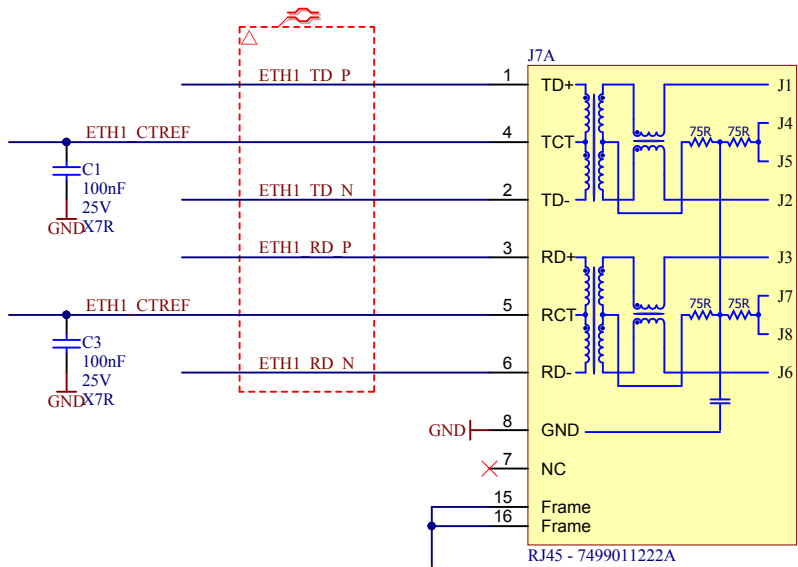 J7A
ETH1_TD_P 1 TD+ J1
J4
ETH1_CTREF 4 TCT 75R 75R
J5
C1
100nF
25V
X7R
GND
ETH1_TD_N 2 TD- J2
ETH1_RD_P 3 RD+ J3
J7
ETH1_CTREF 5 RCT 75R 75R
J8
C3
100nF
25V
X7R
GND
ETH1_RD_N 6 RD- J6
GND 8 GND
7 NC
15 Frame
16 Frame
RJ45 - 7499011222A